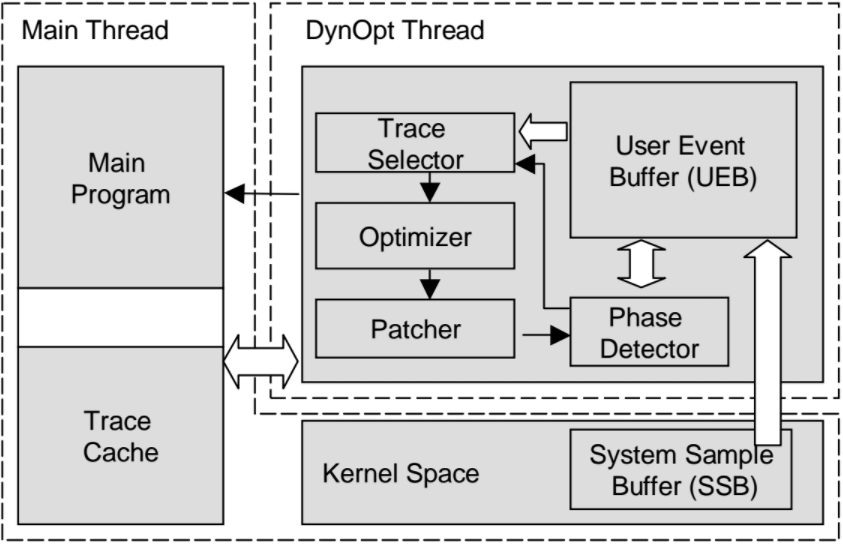 Main Thread
DynOpt Thread
Main
Program
Trace
Selector
User Event
Buffer (UEB)
Optimizer
Patcher
Phase
Detector
Trace
Cache
Kernel Space
System Sample
Buffer (SSB)